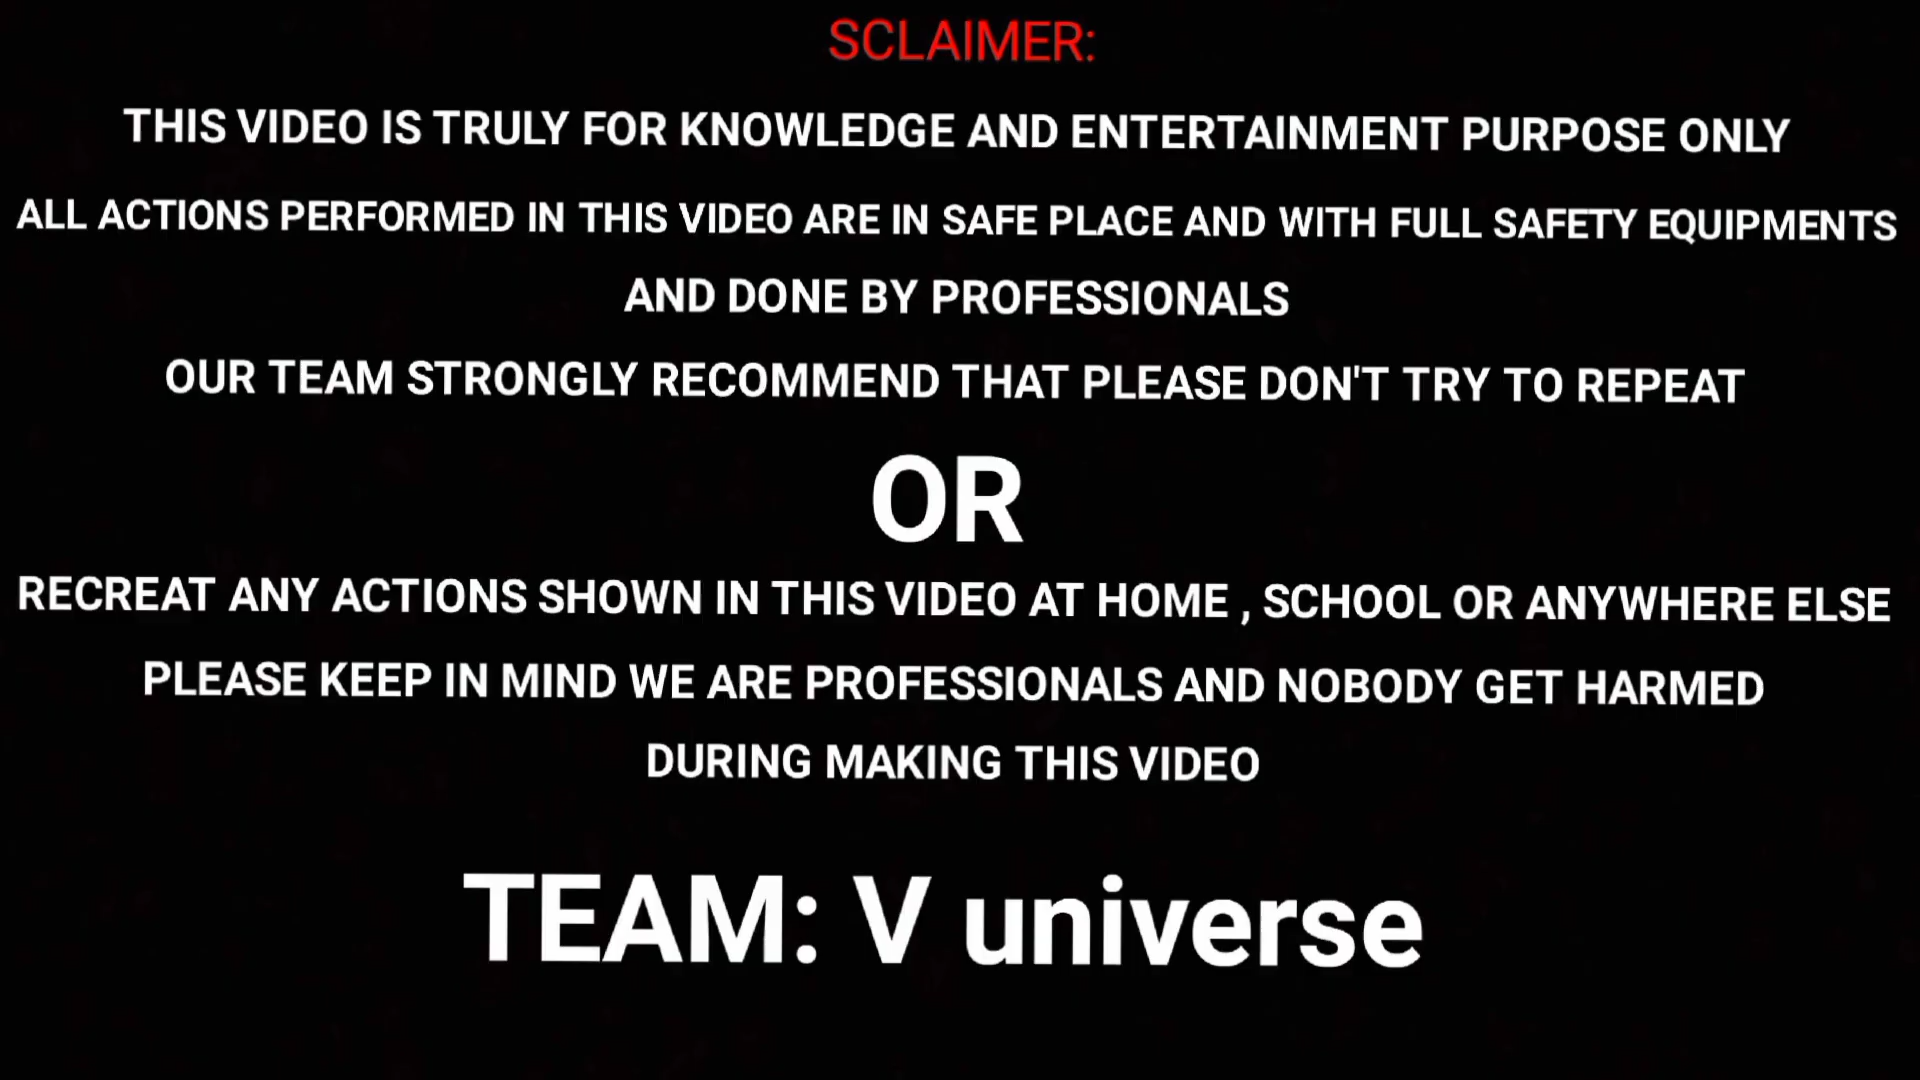 SCLAIMER:
THIS VIDEO IS TRULY FOR KNOWLEDGE AND ENTERTAINMENT PURPOSE ONLY
ALL ACTIONS PERFORMED IN THIS VIDEO ARE IN SAFE PLACE AND WITH FULL SAFETY EQUIPMENTS
AND DONE BY PROFESSIONALS
OUR TEAM STRONGLY RECOMMEND THAT PLEASE DON'T TRY TO REPEAT
OR
RECREAT ANY ACTIONS SHOWN IN THIS VIDEO AT HOME , SCHOOL OR ANYWHERE ELSE
PLEASE KEEP IN MIND WE ARE PROFESSIONALS AND NOBODY GET HARMED
DURING MAKING THIS VIDEO
TEAM: V universe